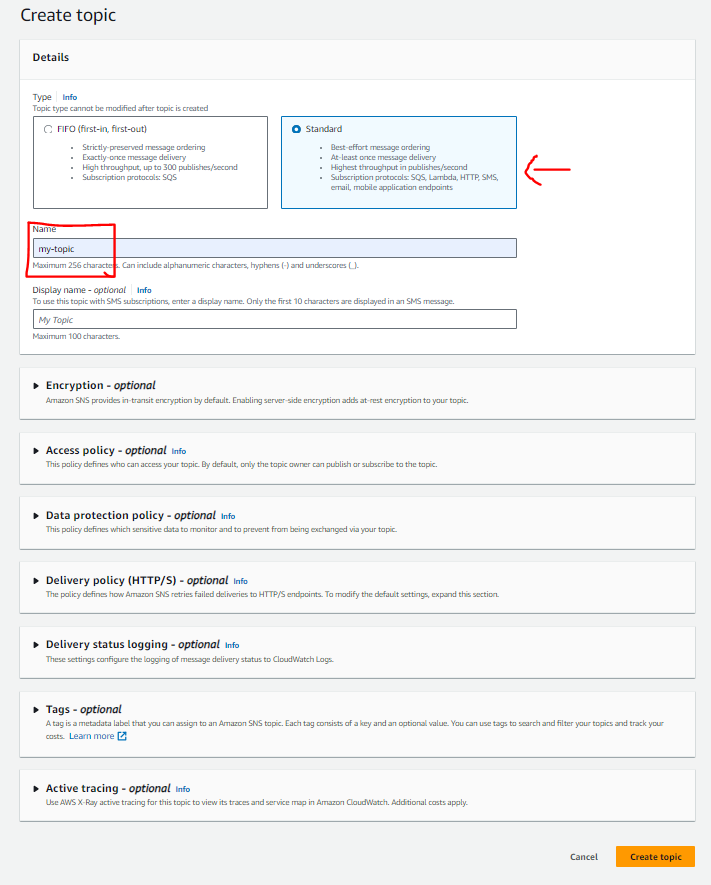 Create topic
Details
Type Info
Topic type cannot be modified after topic is created
FIFO (first-in, first-out)
Strictly-preserved message ordering
Exactly-once message delivery
High throughput, up to 300 publishes/second
Subscription protocols: SQS
Standard
Best-effort message ordering
At-least once message delivery
Highest throughput in publishes/second
Subscription protocols: SQS, Lambda, HTTP, SMS,
email, mobile application endpoints
Name
my-topic
Maximum 256 characters. Can include alphanumeric characters, hyphens (-) and underscores (_).
Display name - optional Info
To use this topic with SMS subscriptions, enter a display name. Only the first 10 characters are displayed in an SMS message.
My Topic
Maximum 100 characters.
Encryption - optional
Amazon SNS provides in-transit encryption by default. Enabling server-side encryption adds at-rest encryption to your topic.
Access policy - optional Info
This policy defines who can access your topic. By default, only the topic owner can publish or subscribe to the topic.
Data protection policy - optional Info
This policy defines which sensitive data to monitor and to prevent from being exchanged via your topic.
Delivery policy (HTTP/S) - optional Info
The policy defines how Amazon SNS retries failed deliveries to HTTP/S endpoints. To modify the default settings, expand this section.
Delivery status logging - optional Info
These settings configure the logging of message delivery status to CloudWatch Logs.
Tags - optional
A tag is a metadata label that you can assign to an Amazon SNS topic. Each tag consists of a key and an optional value. You can use tags to search and filter your topics and track your
costs. Learn more
Active tracing - optional Info
Use AWS X-Ray active tracing for this topic to view its traces and service map in Amazon CloudWatch. Additional costs apply.
Cancel Create topic